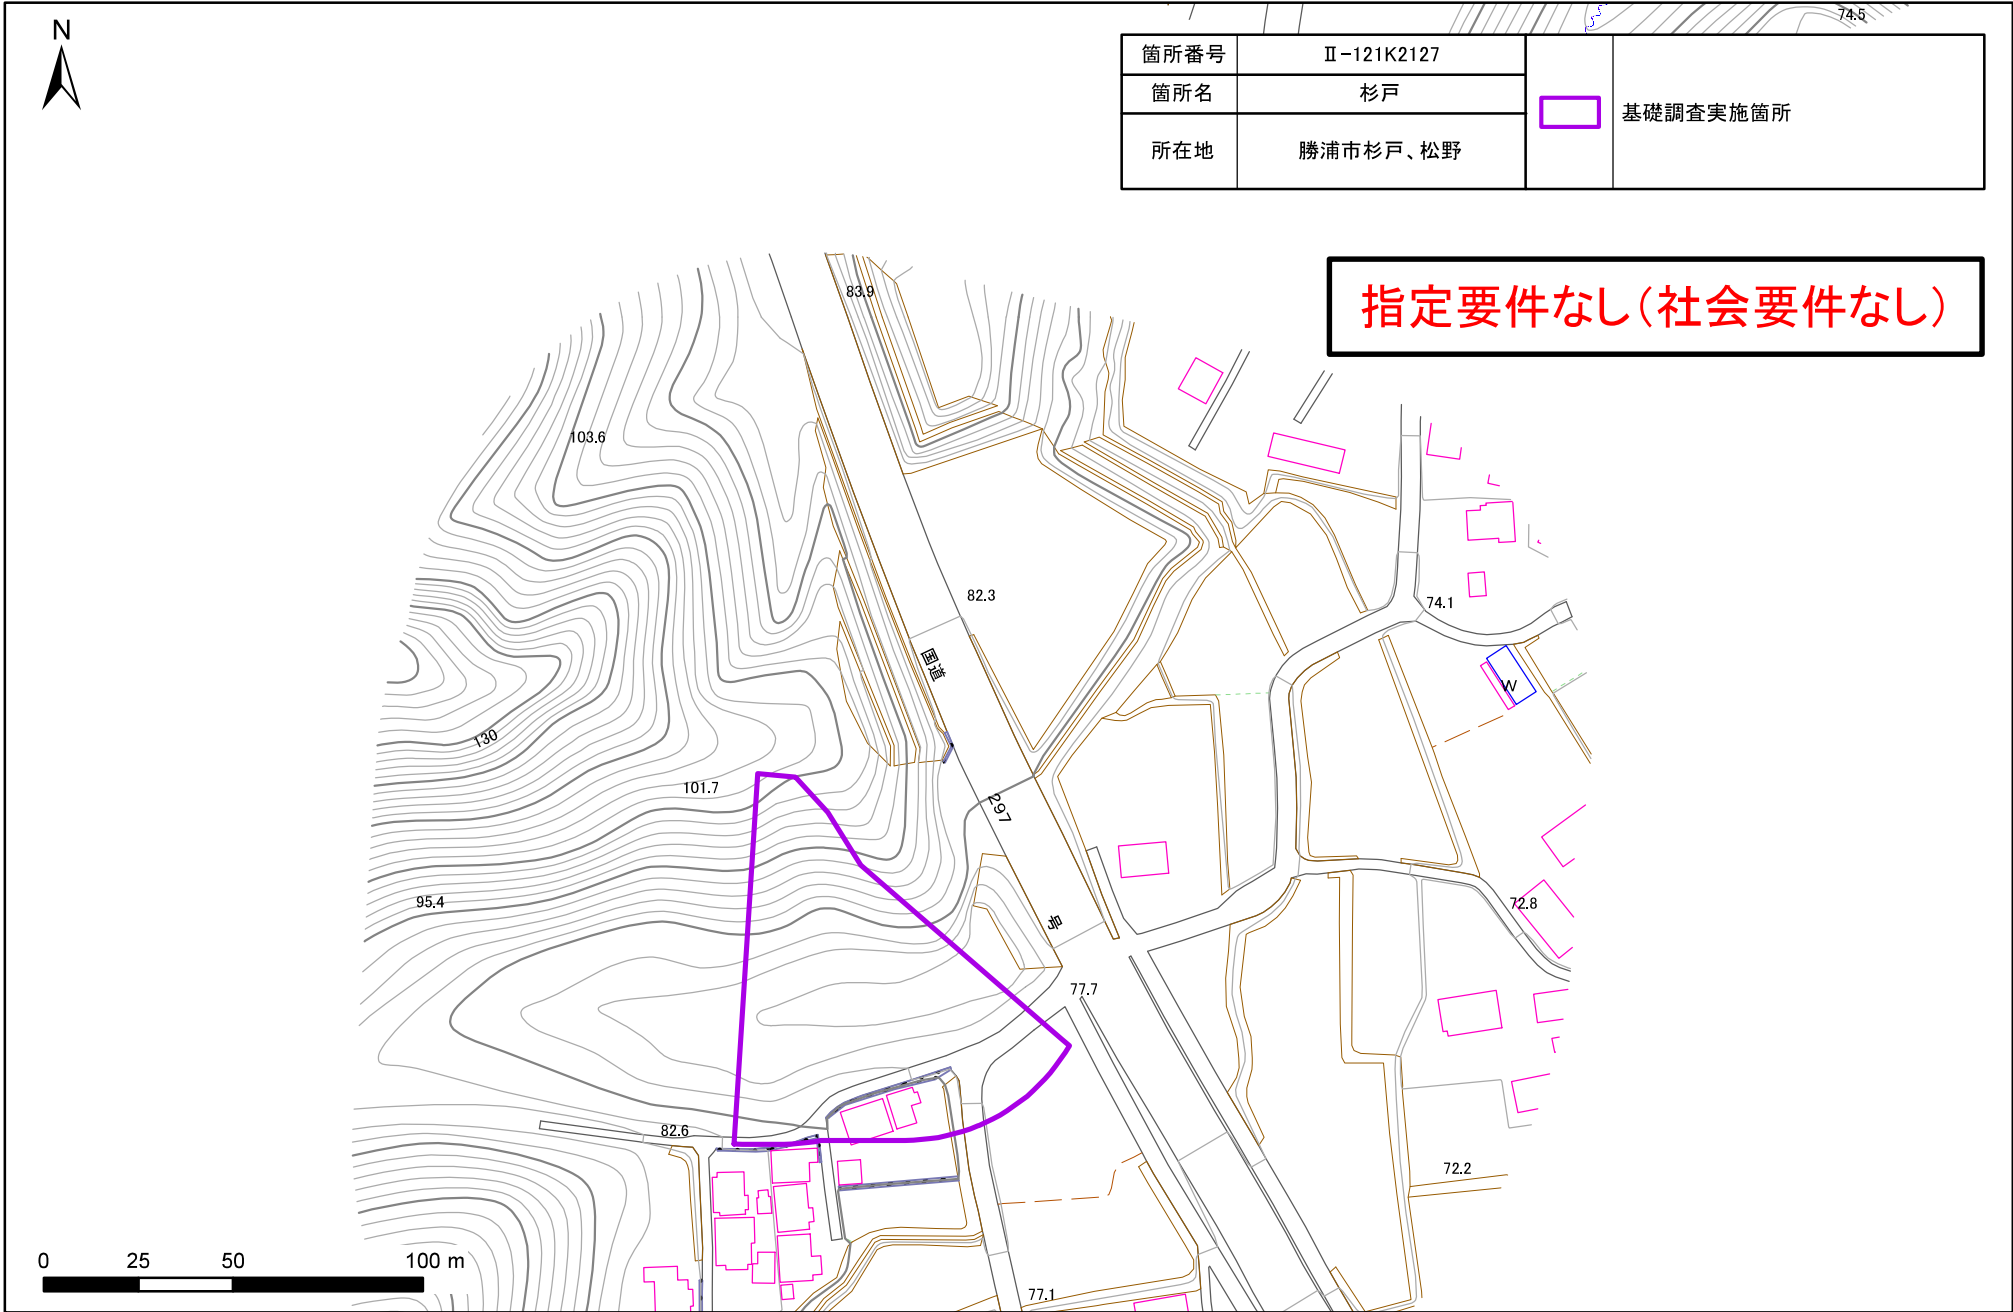 N
74.5
箇所番号 Ⅱ-121K2127
箇所名 杉戸
所在地 勝浦市杉戸、松野
基礎調査実施箇所
指定要件なし(社会要件なし)
83.9
103.6
82.3
74.1
国道
W
130
101.7
297
95.4
72.8
号
77.7
82.6
72.2
77.1
0 25 50 100 m